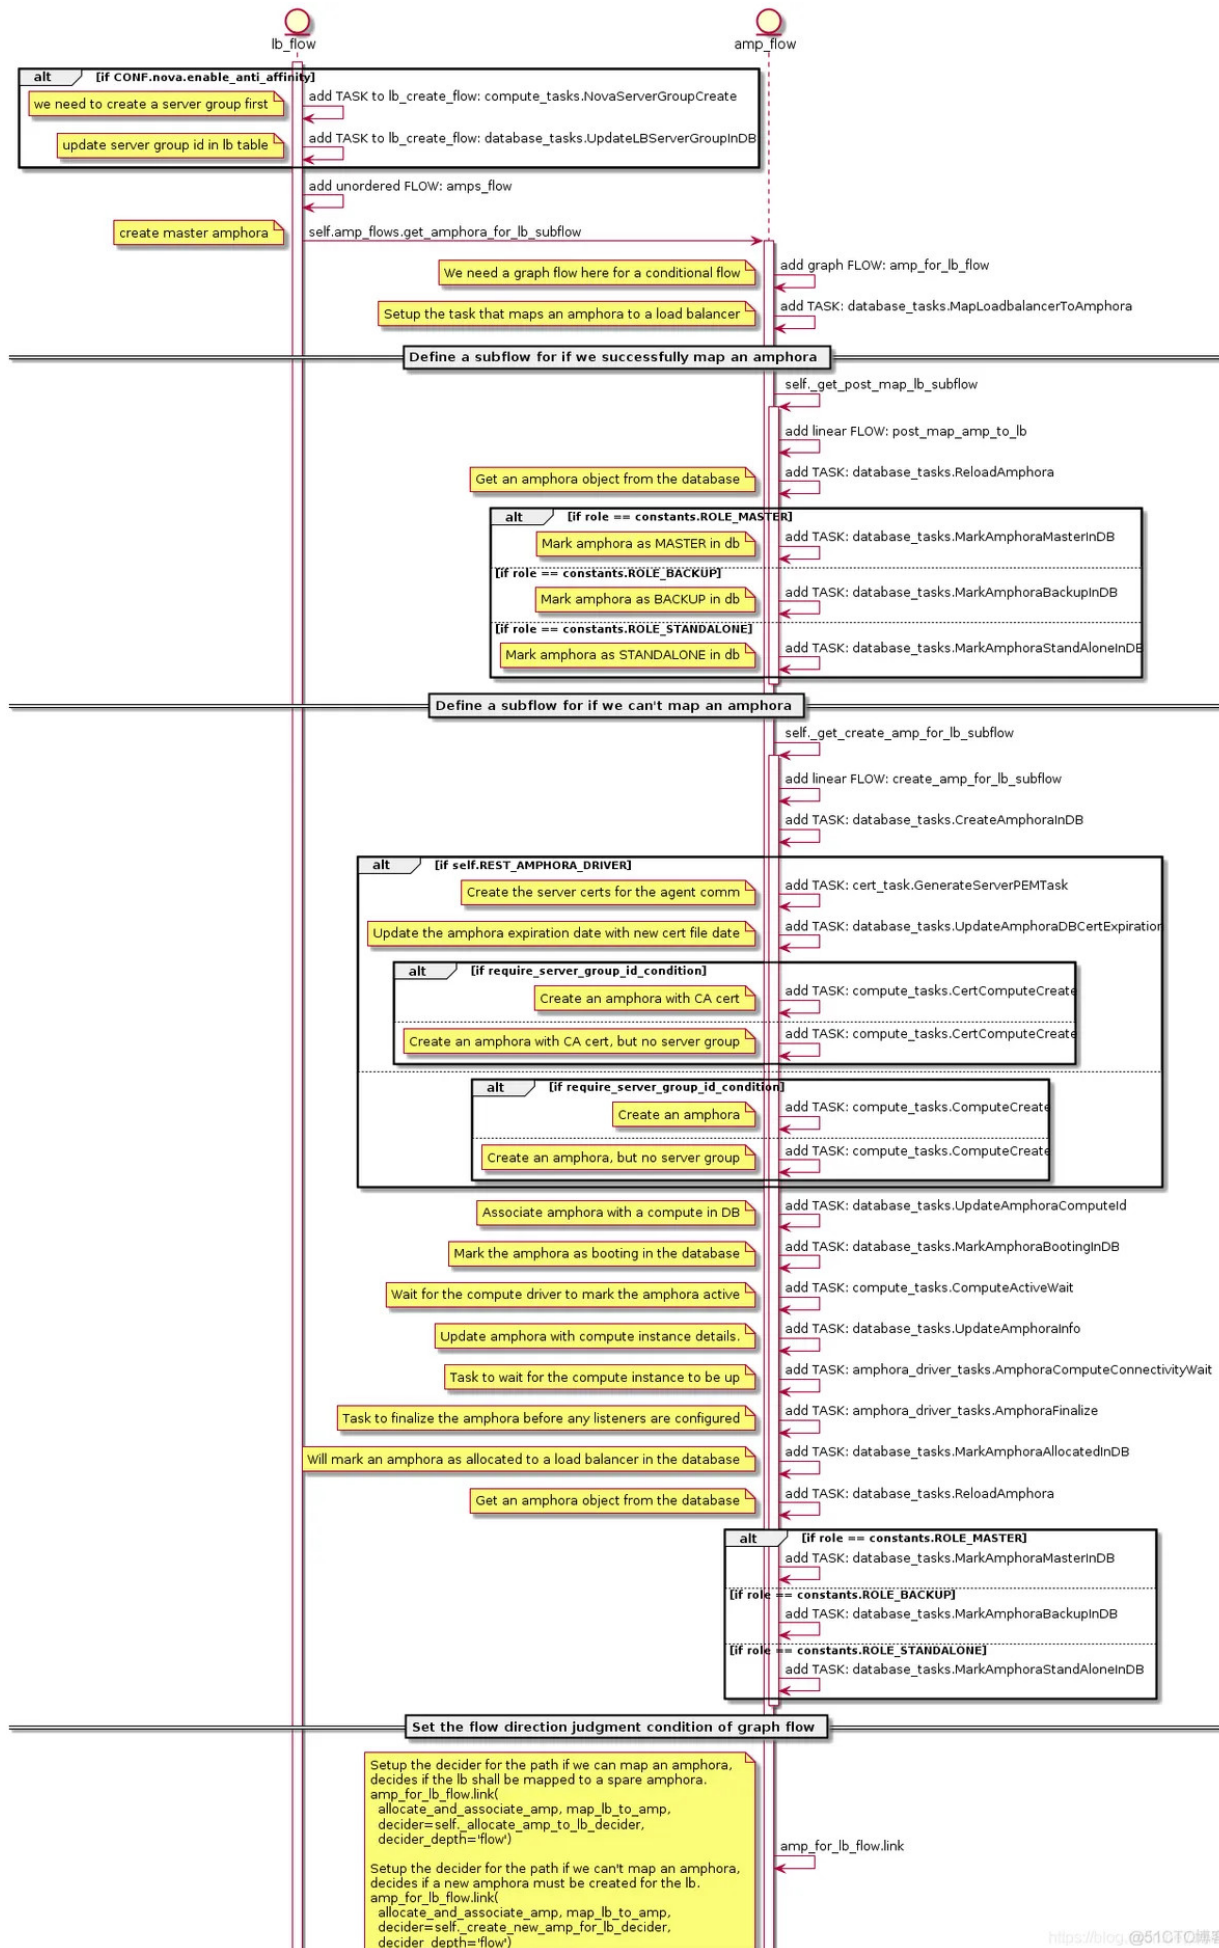 lb_flow
amp_flow
alt [if CONF.nova.enable_anti_affinity]
we need to create a server group first
add TASK to lb_create_flow: compute_tasks.NovaServerGroupCreate
update server group id in lb table
add TASK to lb_create_flow: database_tasks.UpdateLBServerGroupInDB
add unordered FLOW: amps_flow
create master amphora
self.amp_flows.get_amphora_for_lb_subflow
We need a graph flow here for a conditional flow
add graph FLOW: amp_for_lb_flow
Setup the task that maps an amphora to a load balancer
add TASK: database_tasks.MapLoadbalancerToAmphora
Define a subflow for if we successfully map an amphora
self._get_post_map_lb_subflow
add linear FLOW: post_map_amp_to_lb
Get an amphora object from the database
add TASK: database_tasks.ReloadAmphora
alt [if role == constants.ROLE_MASTER]
Mark amphora as MASTER in db
add TASK: database_tasks.MarkAmphoraMasterInDB
[if role == constants.ROLE_BACKUP]
Mark amphora as BACKUP in db
add TASK: database_tasks.MarkAmphoraBackupInDB
[if role == constants.ROLE_STANDALONE]
Mark amphora as STANDALONE in db
add TASK: database_tasks.MarkAmphoraStandAloneInDB
Define a subflow for if we can't map an amphora
self._get_create_amp_for_lb_subflow
add linear FLOW: create_amp_for_lb_subflow
add TASK: database_tasks.CreateAmphoraInDB
alt [if self.REST_AMPHORA_DRIVER]
Create the server certs for the agent comm
add TASK: cert_task.GenerateServerPEMTask
Update the amphora expiration date with new cert file date
add TASK: database_tasks.UpdateAmphoraDBCertExpiration
alt [if require_server_group_id_condition]
Create an amphora with CA cert
add TASK: compute_tasks.CertComputeCreate
Create an amphora with CA cert, but no server group
add TASK: compute_tasks.CertComputeCreate
alt [if require_server_group_id_condition]
Create an amphora
add TASK: compute_tasks.ComputeCreate
Create an amphora, but no server group
add TASK: compute_tasks.ComputeCreate
Associate amphora with a compute in DB
add TASK: database_tasks.UpdateAmphoraComputeId
Mark the amphora as booting in the database
add TASK: database_tasks.MarkAmphoraBootingInDB
Wait for the compute driver to mark the amphora active
add TASK: compute_tasks.ComputeActiveWait
Update amphora with compute instance details.
add TASK: database_tasks.UpdateAmphoraInfo
Task to wait for the compute instance to be up
add TASK: amphora_driver_tasks.AmphoraComputeConnectivityWait
Task to finalize the amphora before any listeners are configured
add TASK: amphora_driver_tasks.AmphoraFinalize
Will mark an amphora as allocated to a load balancer in the database
add TASK: database_tasks.MarkAmphoraAllocatedInDB
Get an amphora object from the database
add TASK: database_tasks.ReloadAmphora
alt [if role == constants.ROLE_MASTER]
add TASK: database_tasks.MarkAmphoraMasterInDB
[if role == constants.ROLE_BACKUP]
add TASK: database_tasks.MarkAmphoraBackupInDB
[if role == constants.ROLE_STANDALONE]
add TASK: database_tasks.MarkAmphoraStandAloneInDB
Set the flow direction judgment condition of graph flow
Setup the decider for the path if we can map an amphora,
decides if the lb shall be mapped to a spare amphora.
amp_for_lb_flow.link(
allocate_and_associate_amp, map_lb_to_amp,
decider=self._allocate_amp_to_lb_decider,
decider_depth='flow')
amp_for_lb_flow.link
Setup the decider for the path if we can't map an amphora,
decides if a new amphora must be created for the lb.
amp_for_lb_flow.link(
allocate_and_associate_amp, map_lb_to_amp,
decider=self._create_new_amp_for_lb_decider,
decider_depth='flow')
https://blog. @51CTO博客